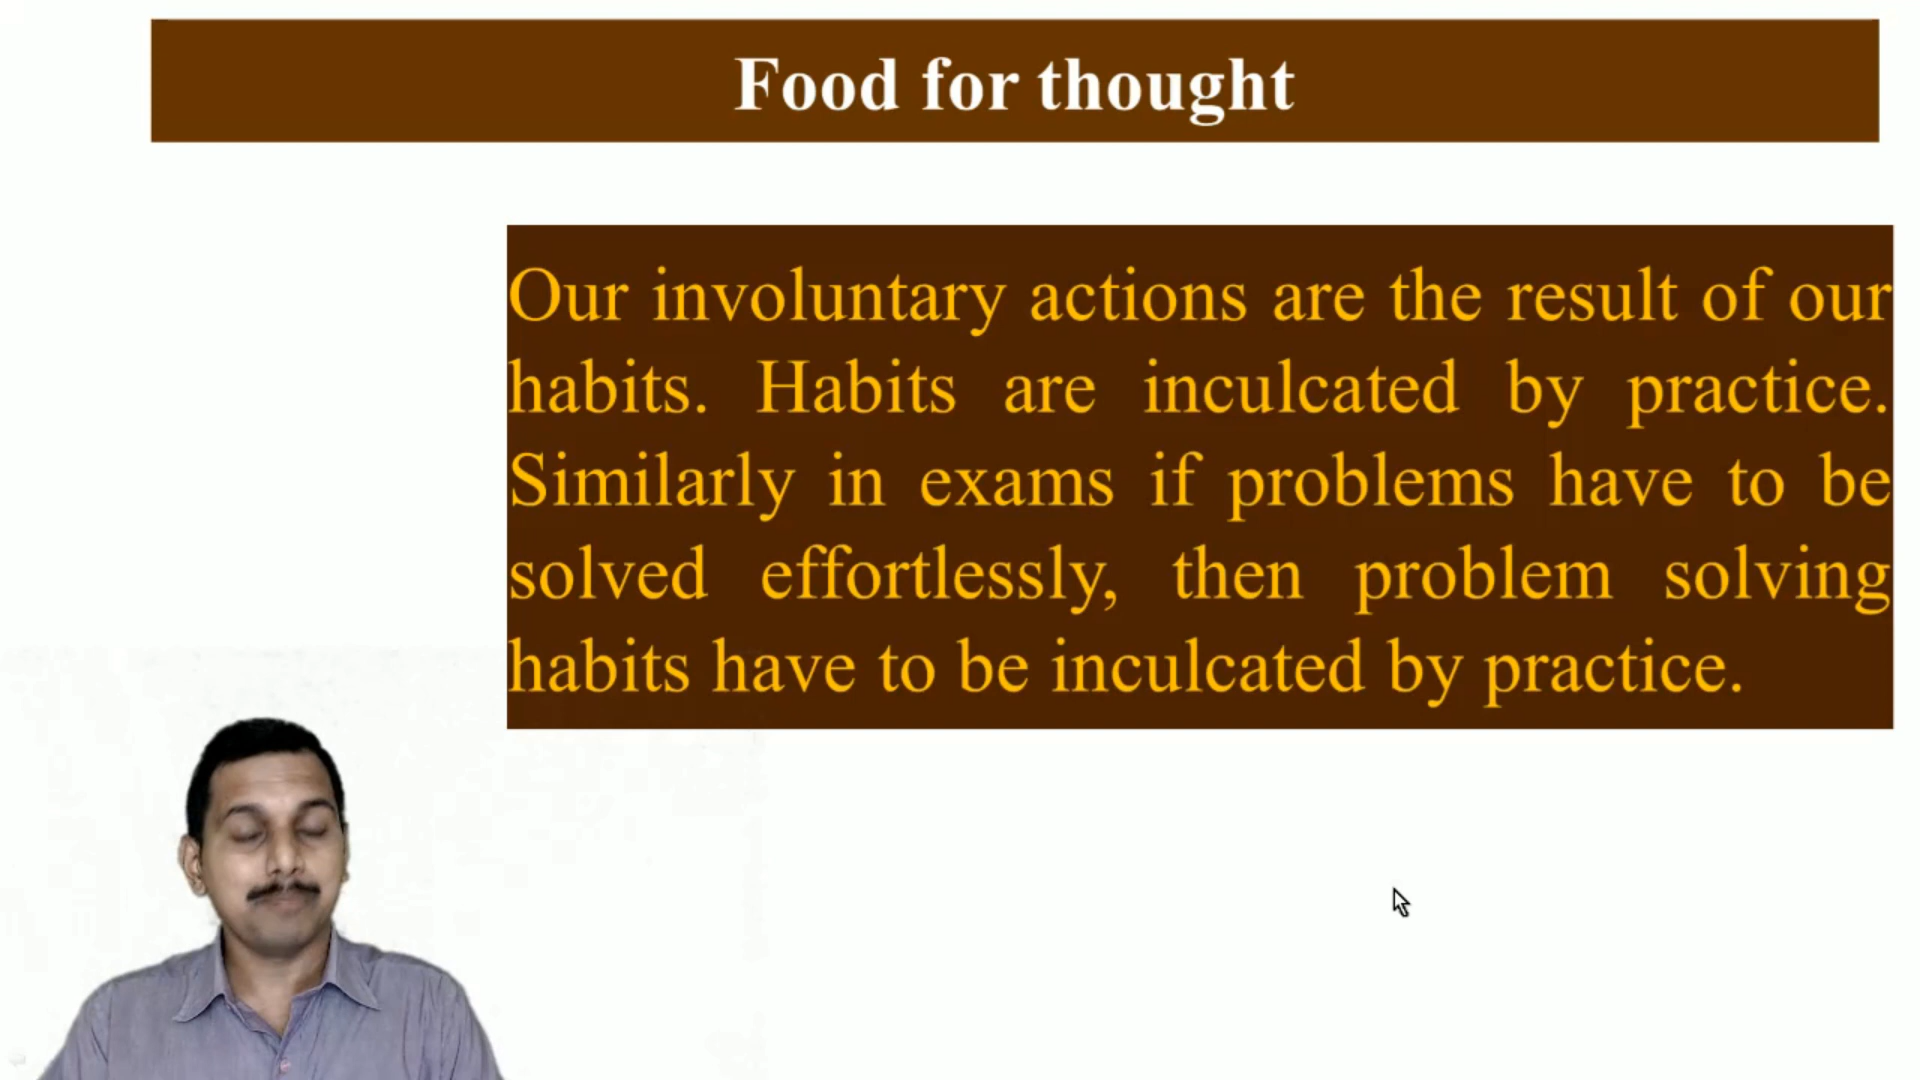 Food for thought
Our involuntary actions are the result of our
habits. Habits are inculcated by practice.
Similarly in exams if problems have to be
solved effortlessly, then problem solving
habits have to be inculcated by practice.